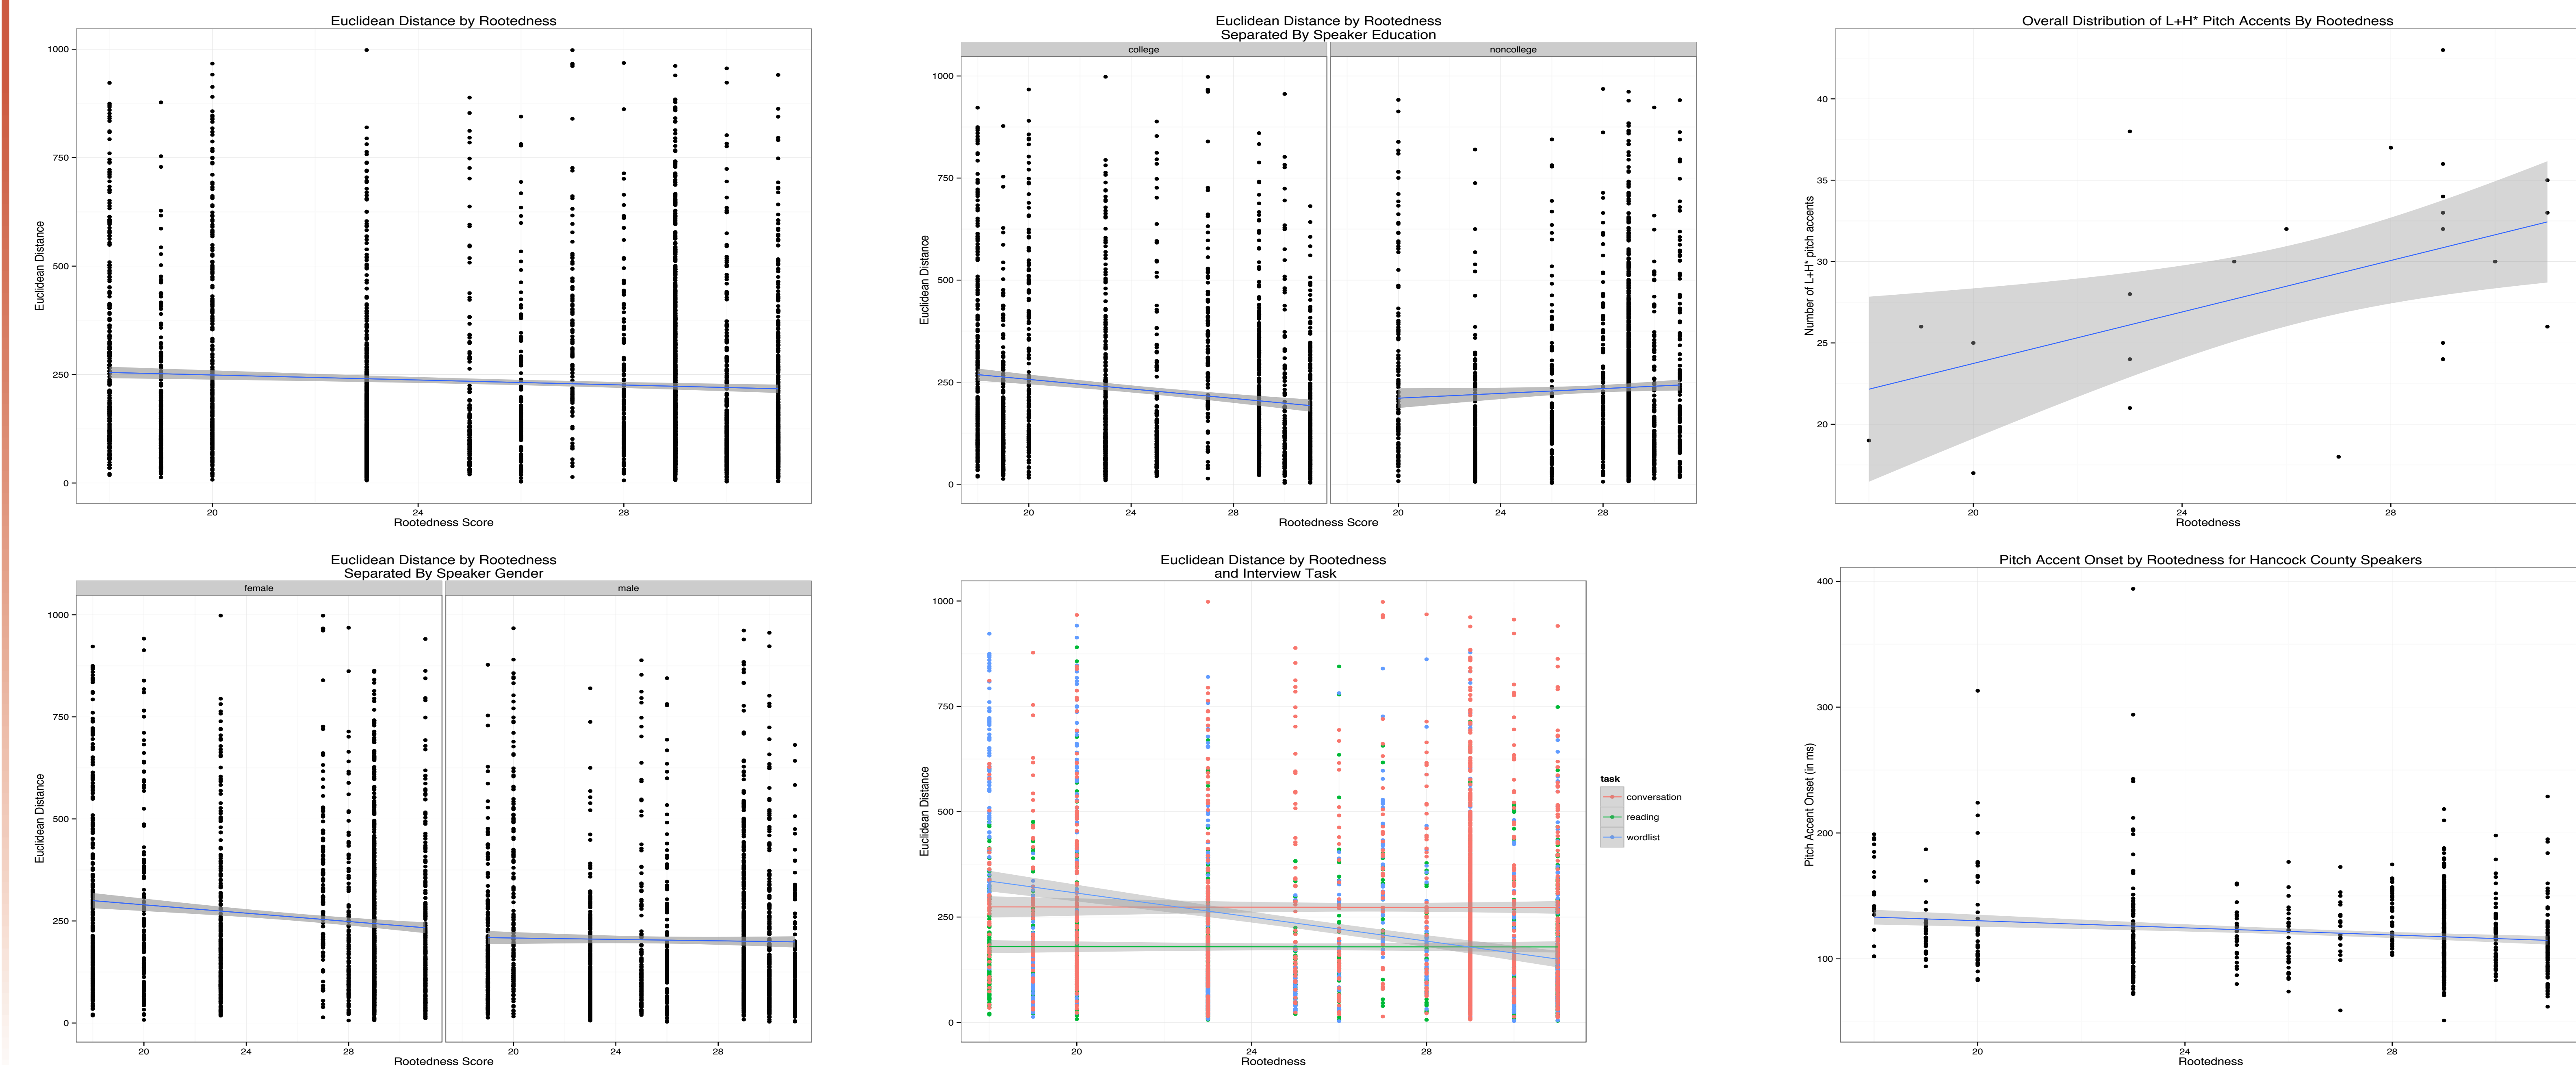 Euclidean Distance by Rootedness
1000
750
500
250
0
Euclidean Distance
20
24
28
Rootedness Score
Euclidean Distance by Rootedness
Separated By Speaker Education
college
noncollege
1000
750
500
250
0
Euclidean Distance
20
24
28
20
24
28
Rootedness Score
Overall Distribution of L+H* Pitch Accents By Rootedness
40
35
30
25
20
Number of L+H* pitch accents
20
24
28
Rootedness
Euclidean Distance by Rootedness
Separated By Speaker Gender
female
male
1000
750
500
250
0
Euclidean Distance
20
24
28
20
24
28
Rootedness Score
Euclidean Distance by Rootedness
and Interview Task
1000
750
500
250
0
Euclidean Distance
20
24
28
Rootedness
task
conversation
reading
wordlist
Pitch Accent Onset by Rootedness for Hancock County Speakers
400
300
200
100
Pitch Accent Onset (in ms)
20
24
28
Rootedness